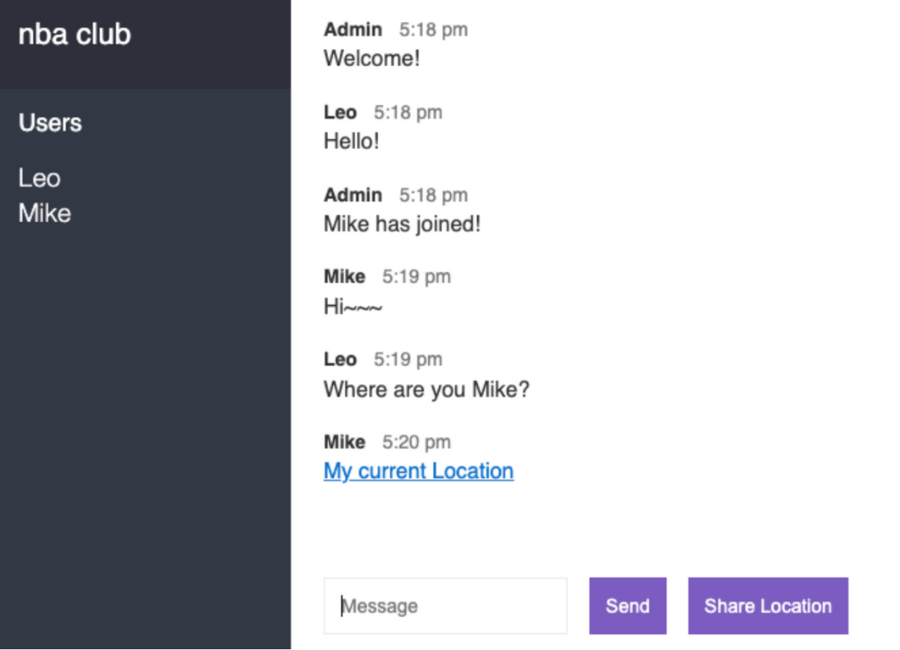 nba club
Users
Leo
Mike
Admin 5:18 pm
Welcome!
Leo 5:18 pm
Hello!
Admin 5:18 pm
Mike has joined!
Mike 5:19 pm
Hi~~~
Leo 5:19 pm
Where are you Mike?
Mike 5:20 pm
My current Location
Message
Send
Share Location